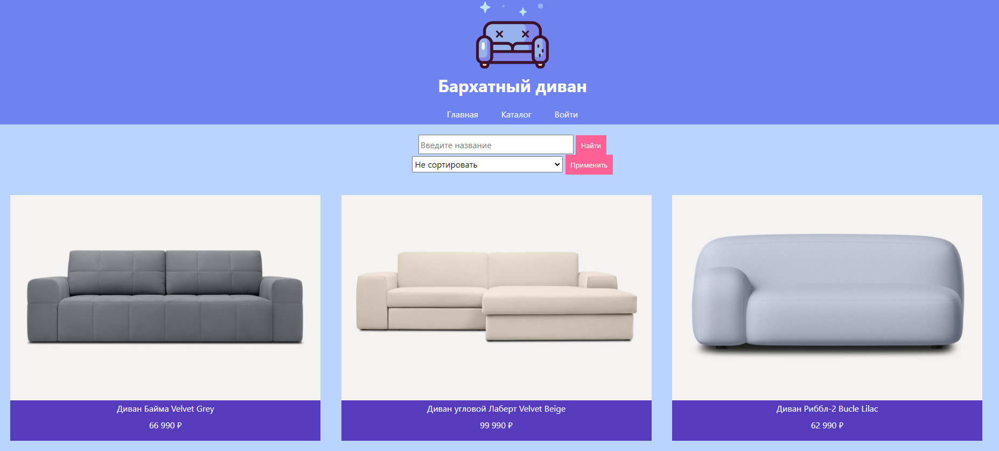 Бархатный диван
Главная Каталог Войти
Введите название Найти
Не сортировать Применить
Диван Байма Velvet Grey
66 990 ₽
Диван угловой Лаберт Velvet Beige
99 990 ₽
Диван Риббл-2 Bucle Lilac
62 990 ₽